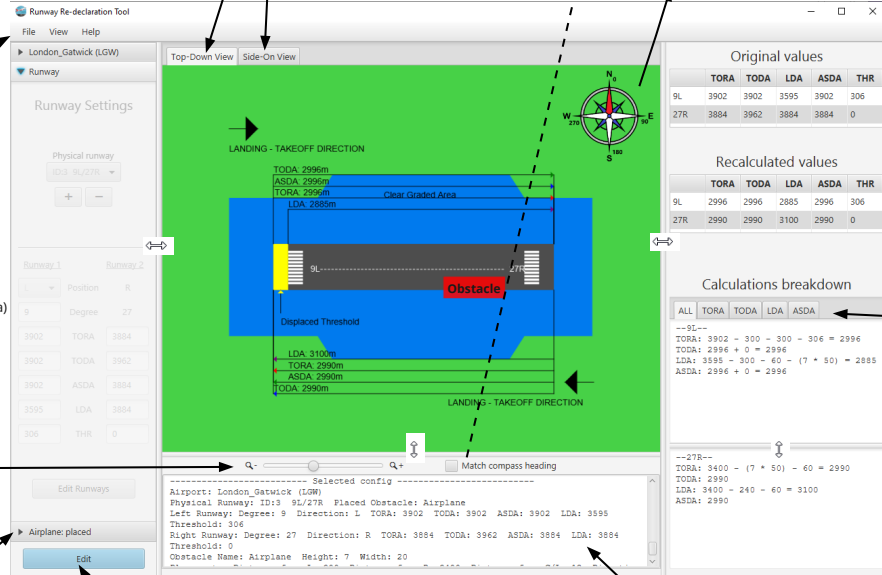 Runway Re-declaration Tool
File View Help
London_Gatwick (LGW)
Runway
Runway Settings
Physical runway
ID:3 9L/27R
+ −
Runway 1 Runway 2
Position R
9 Degree 27
3902 TORA 3884
3902 TODA 3962
3902 ASDA 3884
3595 LDA 3884
306 THR 0
Edit Runways
Airplane: placed
Edit
a)
Top-Down View Side-On View
N
0
W
270
E
90
S
180
LANDING - TAKEOFF DIRECTION
TODA: 2996m
ASDA: 2996m
TORA: 2996m
Clear Graded Area
LDA: 2885m
9L 27R
Obstacle
Displaced Threshold
LDA: 3100m
TORA: 2990m
ASDA: 2990m
TODA: 2990m
LANDING - TAKEOFF DIRECTION
- + Match compass heading
-------------------------- Selected config --------------------------
Airport: London_Gatwick (LGW)
Physical Runway: ID:3 9L/27R Placed Obstacle: Airplane
Left Runway: Degree: 9 Direction: L TORA: 3902 TODA: 3902 ASDA: 3902 LDA: 3595
Threshold: 306
Right Runway: Degree: 27 Direction: R TORA: 3884 TODA: 3962 ASDA: 3884 LDA: 3884
Threshold: 0
Obstacle Name: Airplane Height: 7 Width: 20
Original values
TORA TODA LDA ASDA THR
9L 3902 3902 3595 3902 306
27R 3884 3962 3884 3884 0
Recalculated values
TORA TODA LDA ASDA THR
9L 2996 2996 2885 2996 306
27R 2990 2990 3100 2990 0
Calculations breakdown
ALL TORA TODA LDA ASDA
--9L--
TORA: 3902 - 300 - 300 - 306 = 2996
TODA: 2996 + 0 = 2996
LDA: 3595 - 300 - 60 - (7 * 50) = 2885
ASDA: 2996 + 0 = 2996
--27R--
TORA: 3400 - (7 * 50) - 60 = 2990
TODA: 2990
LDA: 3400 - 240 - 60 = 3100
ASDA: 2990